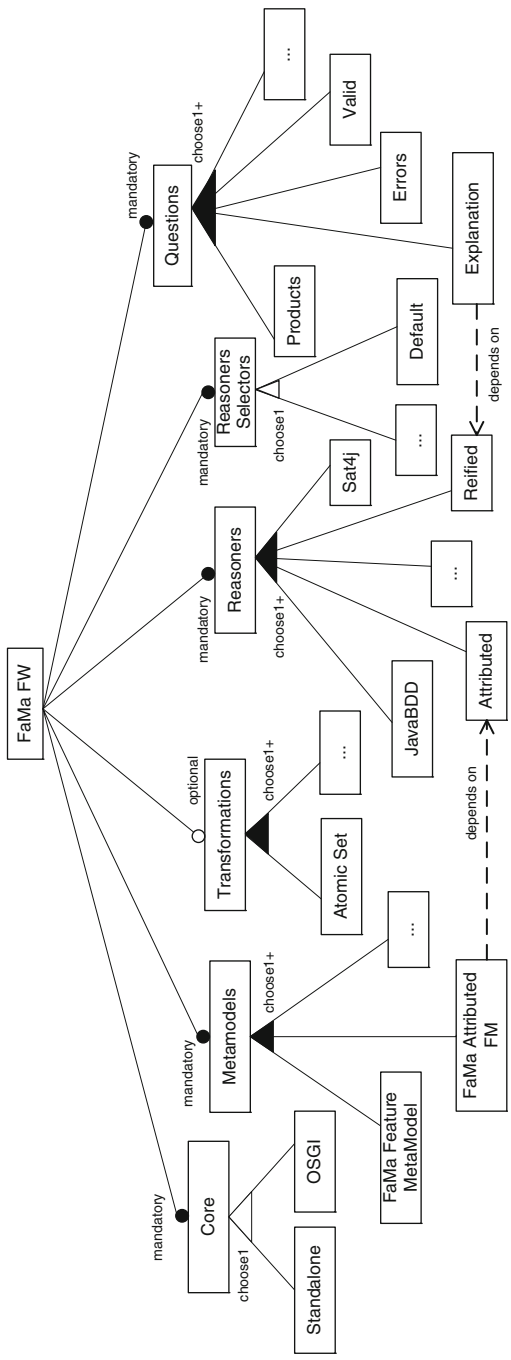 FaMa FW
mandatory
Core
choose1
Standalone
OSGI
mandatory
Metamodels
choose1+
FaMa Feature
MetaModel
FaMa Attributed
FM
...
optional
Transformations
choose1+
Atomic Set
...
mandatory
Reasoners
choose1+
JavaBDD
Attributed
...
Reified
Sat4j
mandatory
Reasoners
Selectors
choose1
...
Default
mandatory
Questions
choose1+
Products
Explanation
Errors
Valid
...
depends on
depends on